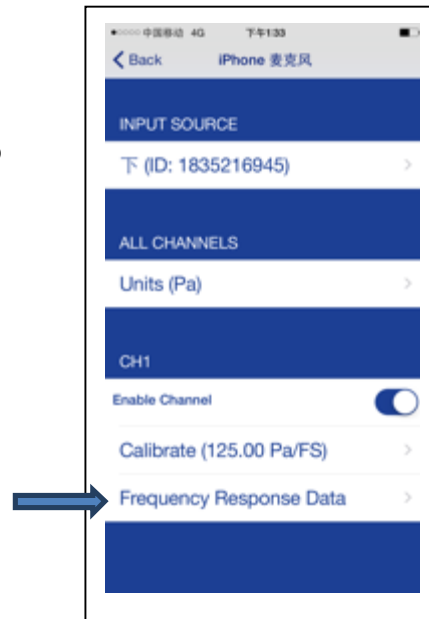 中国移动 4G 下午1:33
Back iPhone 麦克风
INPUT SOURCE
下 (ID: 1835216945)
ALL CHANNELS
Units (Pa)
CH1
Enable Channel
Calibrate (125.00 Pa/FS)
Frequency Response Data